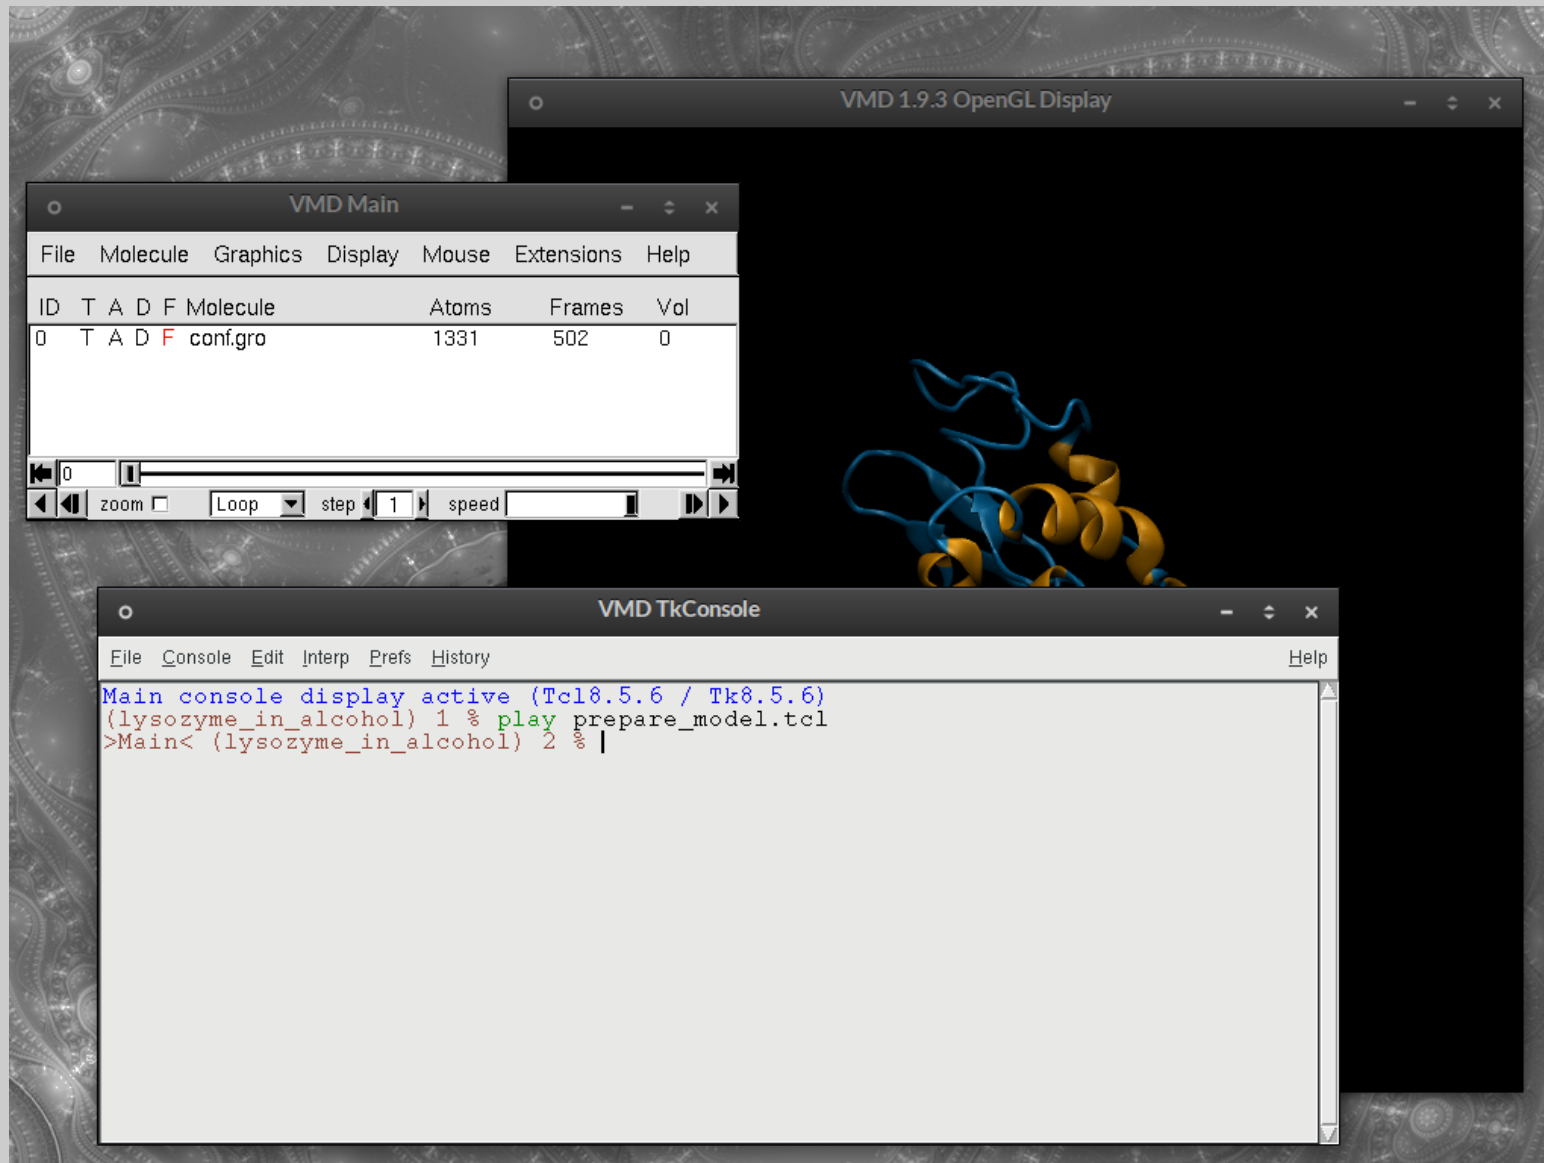 VMD 1.9.3 OpenGL Display
VMD Main
File Molecule Graphics Display Mouse Extensions Help
ID T A D F Molecule Atoms Frames Vol
0 T A D F conf.gro 1331 502 0
0
zoom Loop step 1 speed
VMD TkConsole
File Console Edit Interp Prefs History Help
Main console display active (Tcl8.5.6 / Tk8.5.6)
(lysozyme_in_alcohol) 1 % play prepare_model.tcl
>Main< (lysozyme_in_alcohol) 2 %